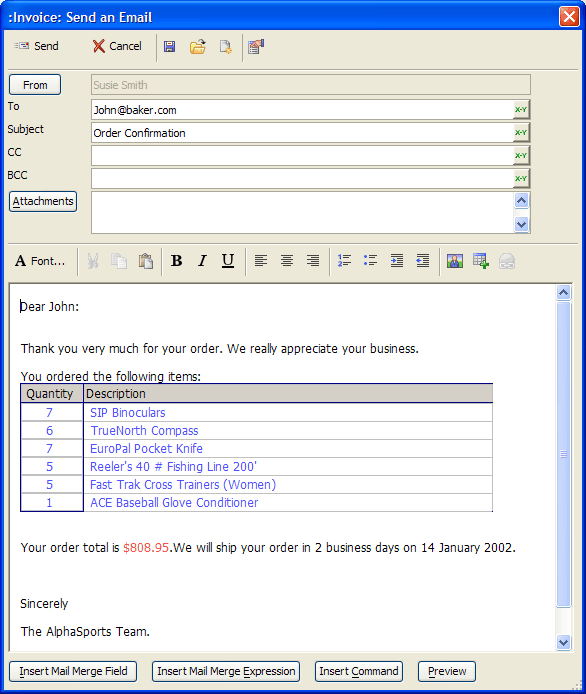 :Invoice: Send an Email
Send Cancel
From Susie Smith
To John@baker.com X-Y
Subject Order Confirmation X-Y
CC X-Y
BCC X-Y
Attachments
A Font... B I U
Dear John:
Thank you very much for your order. We really appreciate your business.
You ordered the following items:
Quantity Description
7 SIP Binoculars
6 TrueNorth Compass
7 EuroPal Pocket Knife
5 Reeler's 40 # Fishing Line 200'
5 Fast Trak Cross Trainers (Women)
1 ACE Baseball Glove Conditioner
Your order total is $808.95.We will ship your order in 2 business days on 14 January 2002.
Sincerely
The AlphaSports Team.
Insert Mail Merge Field Insert Mail Merge Expression Insert Command Preview